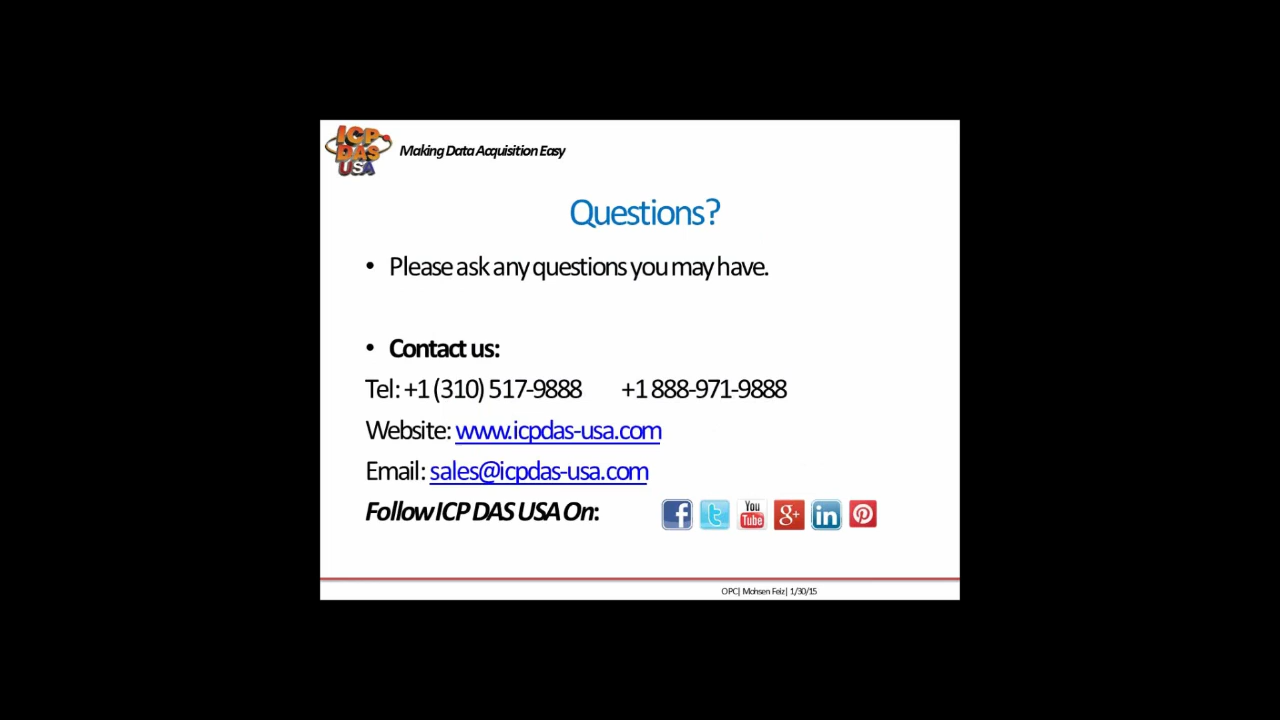 ICP
DAS
USA
Making Data Acquisition Easy
Questions?
• Please ask any questions you may have.
• Contact us:
Tel: +1 (310) 517-9888 +1 888-971-9888
Website: www.icpdas-usa.com
Email: sales@icpdas-usa.com
Follow ICP DAS USA On: f t You Tube g+ in p
OPC| Mohsen Feiz| 1/30/15